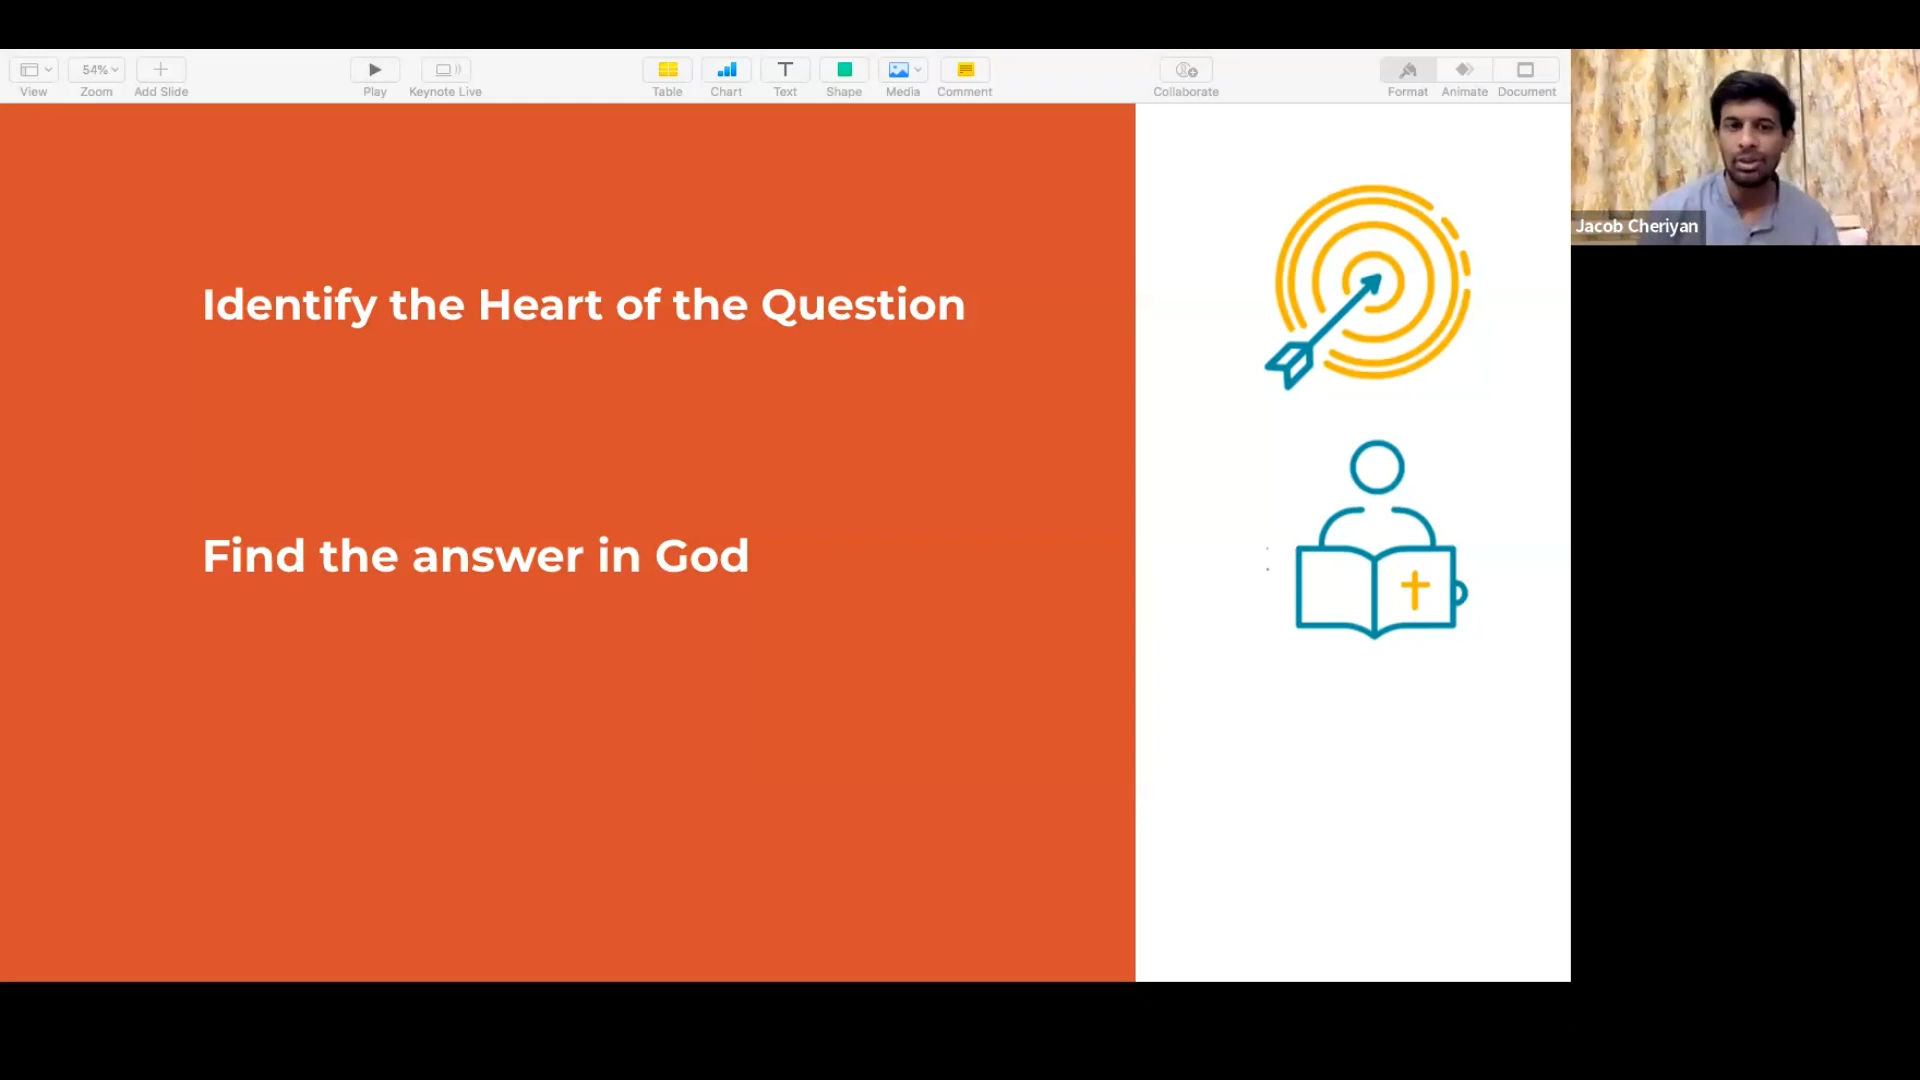 54%
View
Zoom
Add Slide
Play
Keynote Live
Table
Chart
Text
Shape
Media
Comment
Collaborate
Format
Animate
Document
Jacob Cheriyan
Identify the Heart of the Question
Find the answer in God